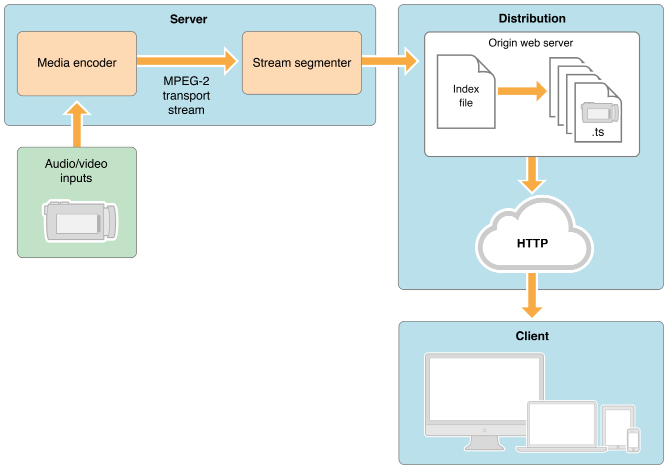 Server
Media encoder
MPEG-2
transport
stream
Stream segmenter
Audio/video
inputs
Distribution
Origin web server
Index
file
.ts
HTTP
Client